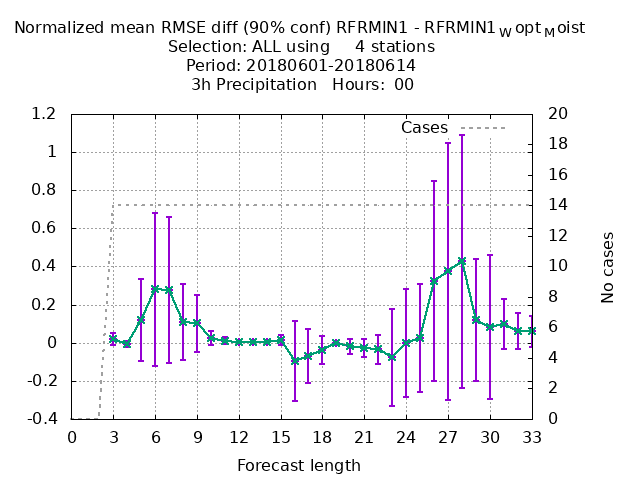 Normalized mean RMSE diff (90% conf) RFRMIN1 - RFRMIN1WoptMoist
Selection: ALL using 4 stations
Period: 20180601-20180614
3h Precipitation Hours: 00
Cases
1.2
1
0.8
0.6
0.4
0.2
0
-0.2
-0.4
20
18
16
14
12
10
8
6
4
2
0
No cases
0 3 6 9 12 15 18 21 24 27 30 33
Forecast length